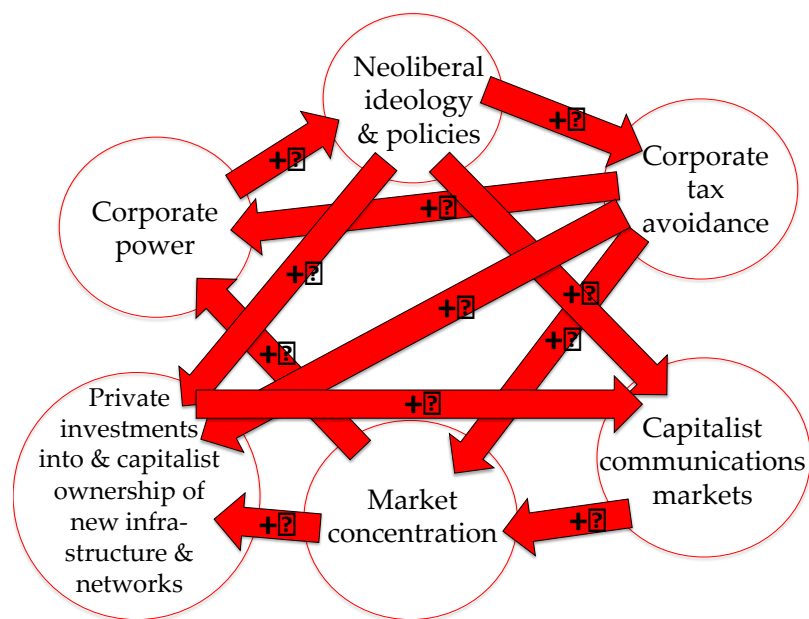 Neoliberal
ideology
& policies
+⍰
+⍰
Corporate
tax
avoidance
Corporate
power
+⍰
+⍰
+⍰
+⍰
+⍰
+⍰
Private
investments
into & capitalist
ownership of
new infra-
structure &
networks
+⍰
Capitalist
communications
markets
Market
concentration
+⍰
+⍰